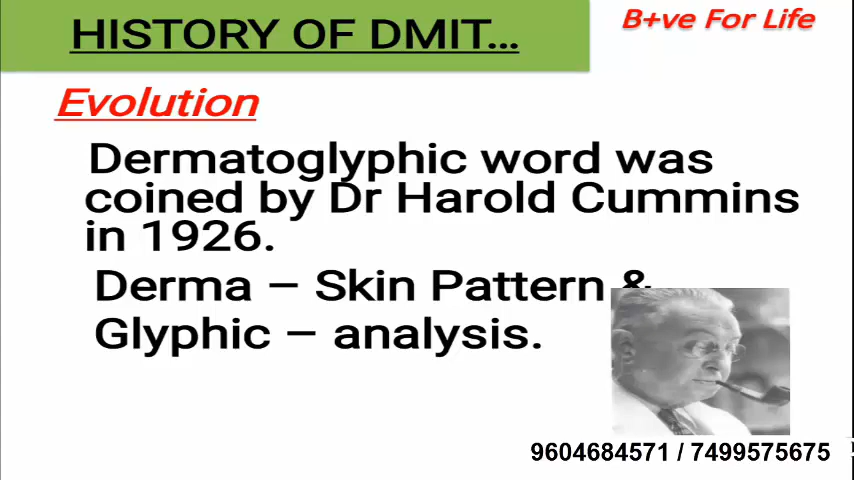 HISTORY OF DMIT...
B+ve For Life
Evolution
Dermatoglyphic word was
coined by Dr Harold Cummins
in 1926.
Derma – Skin Pattern &
Glyphic – analysis.
9604684571 / 7499575675